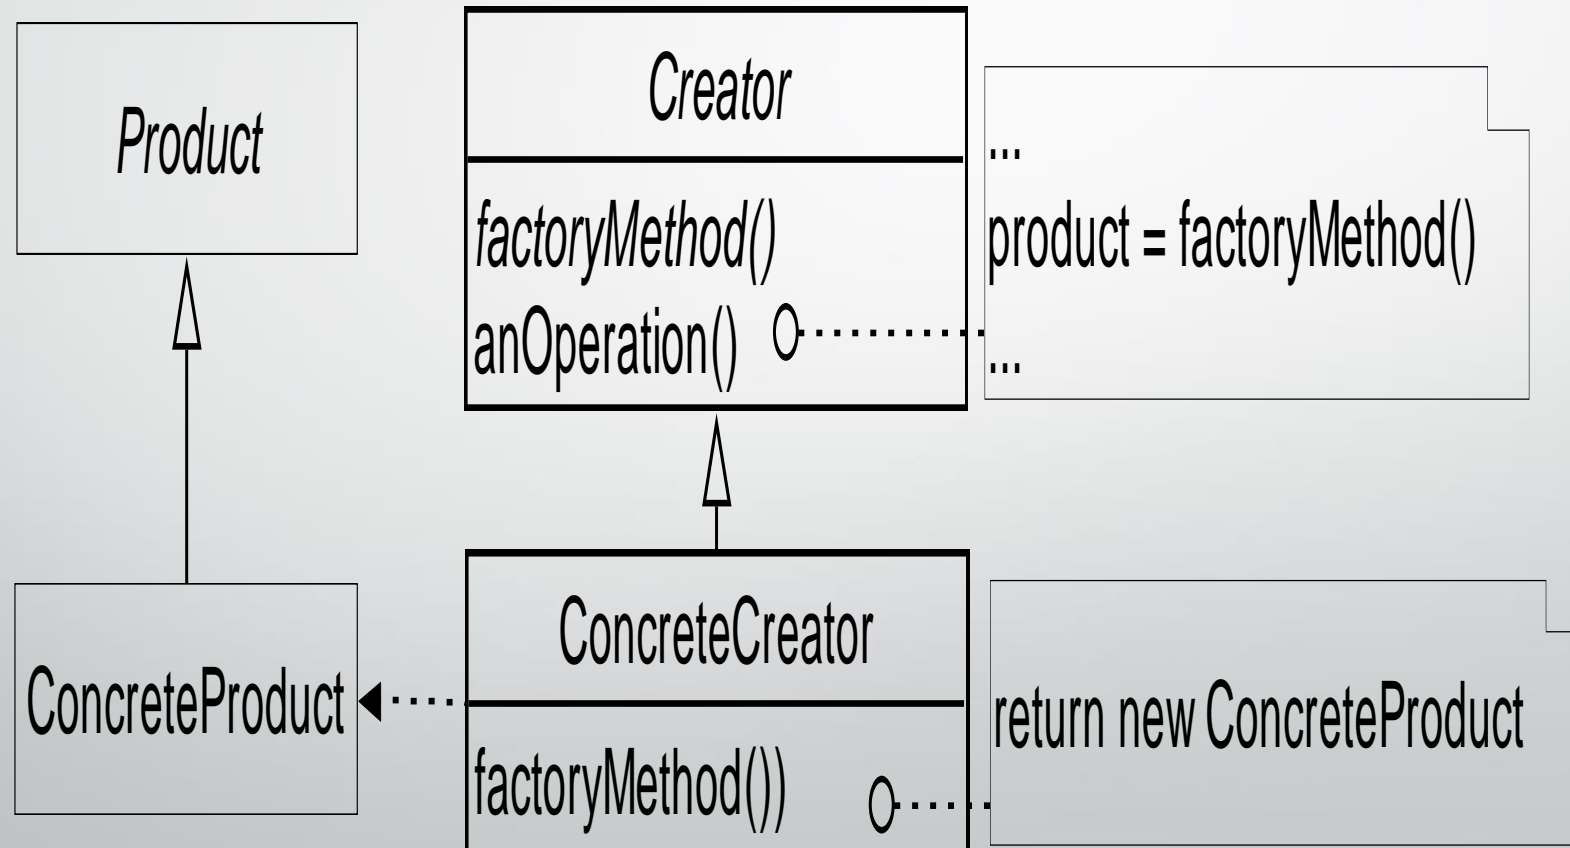 Product
Creator
factoryMethod()
anOperation()
...
product = factoryMethod()
...
ConcreteProduct
ConcreteCreator
factoryMethod())
return new ConcreteProduct